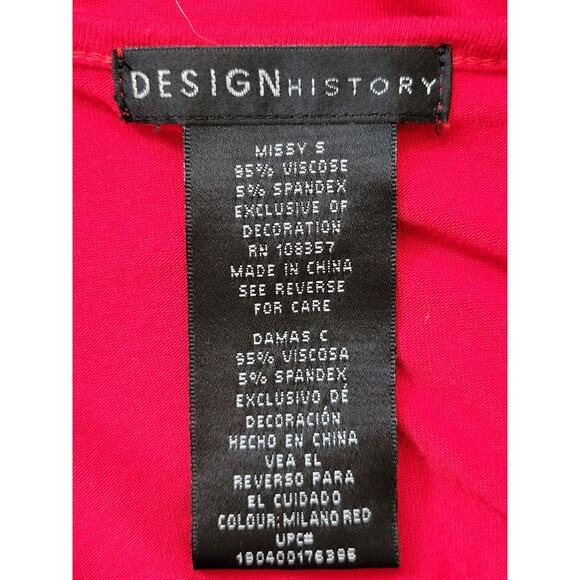 DESIGNHISTORY
MISSY S
95% VISCOSE
5% SPANDEX
EXCLUSIVE OF
DECORATION
RN 108357
MADE IN CHINA
SEE REVERSE
FOR CARE
DAMAS C
95% VISCOSA
5% SPANDEX
EXCLUSIVO DÉ
DECORACIÓN
HECHO EN CHINA
VEA EL
REVERSO PARA
EL CUIDADO
COLOUR:MILANO RED
UPC#
190400176395